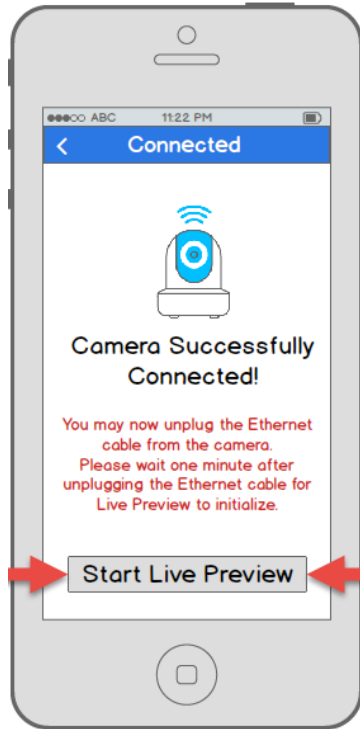 ABC 11:22 PM
Connected
Camera Successfully
Connected!
You may now unplug the Ethernet
cable from the camera.
Please wait one minute after
unplugging the Ethernet cable for
Live Preview to initialize.
Start Live Preview